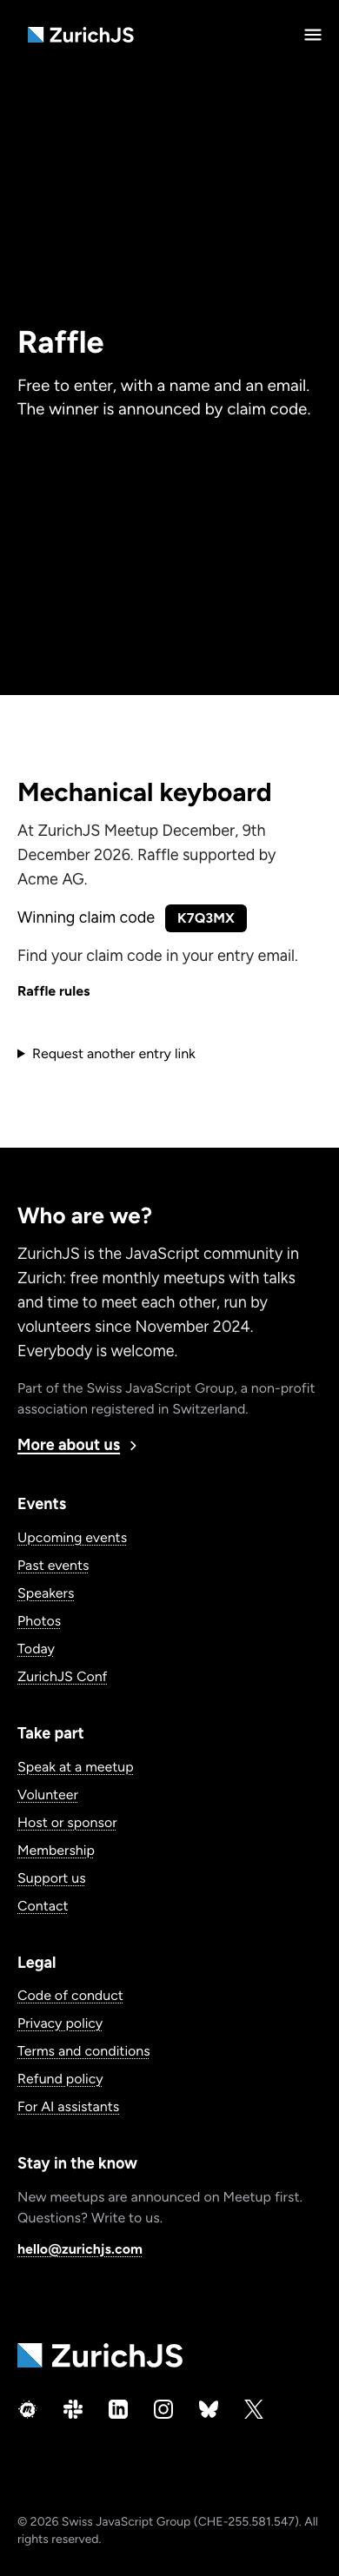 ZurichJS
Raffle
Free to enter, with a name and an email.
The winner is announced by claim code.
Mechanical keyboard
At ZurichJS Meetup December, 9th
December 2026. Raffle supported by
Acme AG.
Winning claim code K7Q3MX
Find your claim code in your entry email.
Raffle rules
Request another entry link
Who are we?
ZurichJS is the JavaScript community in
Zurich: free monthly meetups with talks
and time to meet each other, run by
volunteers since November 2024.
Everybody is welcome.
Part of the Swiss JavaScript Group, a non-profit
association registered in Switzerland.
More about us
Events
Upcoming events
Past events
Speakers
Photos
Today
ZurichJS Conf
Take part
Speak at a meetup
Volunteer
Host or sponsor
Membership
Support us
Contact
Legal
Code of conduct
Privacy policy
Terms and conditions
Refund policy
For AI assistants
Stay in the know
New meetups are announced on Meetup first.
Questions? Write to us.
hello@zurichjs.com
ZurichJS
© 2026 Swiss JavaScript Group (CHE-255.581.547). All
rights reserved.